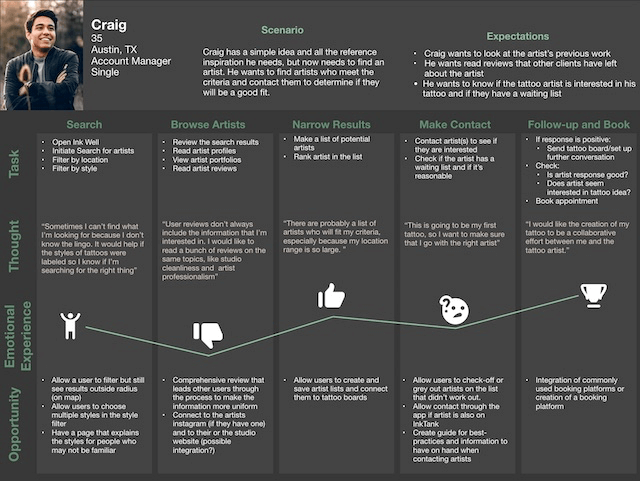 Craig
35
Austin, TX
Account Manager
Single
Scenario
Craig has a simple idea and all the reference
inspiration he needs, but now needs to find an
artist. He wants to find artists who meet the
criteria and contact them to determine if they
will be a good fit.
Expectations
• Craig wants to look at the artist's previous work
• He wants read reviews that other clients have left
about the artist
• He wants to know if the tattoo artist is interested in his
tattoo and if they have a waiting list
Search
Browse Artists
Narrow Results
Make Contact
Follow-up and Book
Task
• Open Ink Well
• Initiate Search for artists
• Filter by location
• Filter by style
• Review the search results
• Read artist profiles
• View artist portfolios
• Read artist reviews
• Make a list of potential
artists
• Rank artist in the list
• Contact artist(s) to see if
they are interested
• Check if the artist has a
waiting list and if it's
reasonable
• If response is positive:
• Send tattoo board/set up
further conversation
• Check:
• Is artist response good?
• Does artist seem
interested in tattoo idea?
• Book appointment
Thought
“Sometimes I can't find what
I'm looking for because I don't
know the lingo. It would help if
the styles of tattoos were
labeled so I know if I'm
searching for the right thing”
“User reviews don't always
include the information that I'm
interested in. I would like to
read a bunch of reviews on the
same topics, like studio
cleanliness and artist
professionalism”
“There are probably a list of
artists who will fit my criteria,
especially because my location
range is so large. ”
“This is going to be my first
tattoo, so I want to make sure
that I go with the right artist”
“I would like the creation of my
tattoo to be a collaborative
effort between me and the
tattoo artist.”
Emotional
Experience
Opportunity
• Allow a user to filter but still
see results outside radius
(on map)
• Allow users to choose
multiple styles in the style
filter
• Have a page that explains
the styles for people who
may not be familiar
• Comprehensive review that
leads other users through
the process to make the
information more uniform
• Connect to the artists
instagram (if they have one)
and to their or the studio
website (possible
integration?)
• Allow users to create and
save artist lists and connect
them to tattoo boards
• Allow users to check-off or
grey out artists on the list
that didn't work out.
• Allow contact through the
app if artist is also on
InkTank
• Create guide for best-
practices and information to
have on hand when
contacting artists
• Integration of commonly
used booking platforms or
creation of a booking
platform